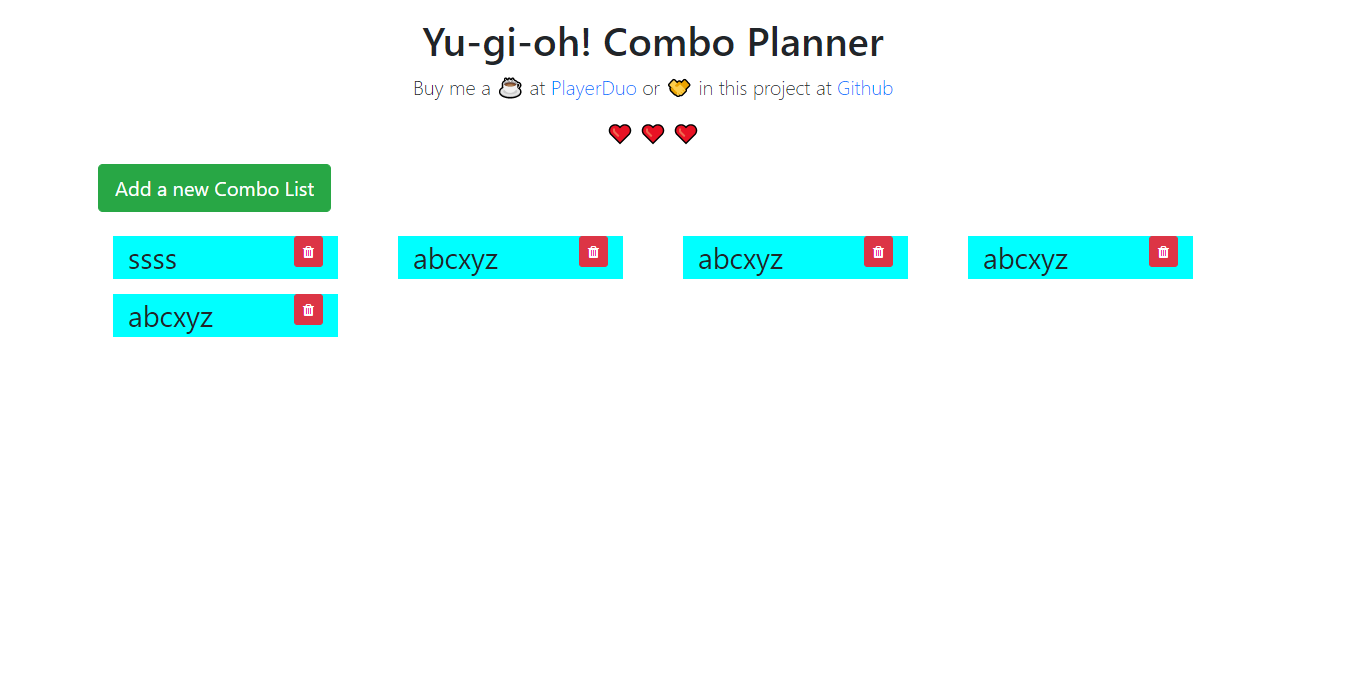 Yu-gi-oh! Combo Planner
Buy me a ☕ at PlayerDuo or 🤝 in this project at Github
Add a new Combo List
ssss abcxyz abcxyz abcxyz
abcxyz